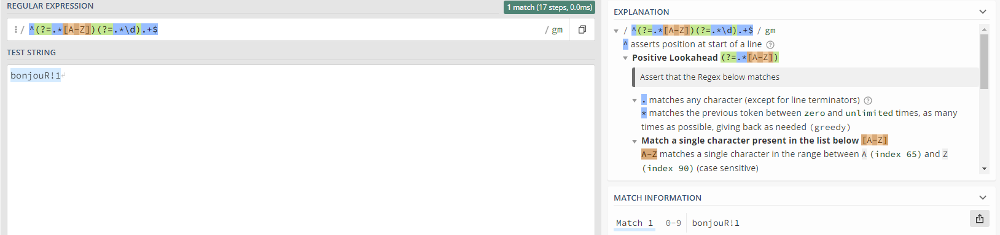 REGULAR EXPRESSION
1 match (17 steps, 0.0ms)
/ ^(?=.*[A-Z])(?=.*\d).+$ / gm
TEST STRING
bonjouR!1
EXPLANATION
/ ^(?=.*[A-Z])(?=.*\d).+$ / gm
^ asserts position at start of a line
Positive Lookahead (?=.*[A-Z])
Assert that the Regex below matches
. matches any character (except for line terminators)
* matches the previous token between zero and unlimited times, as many
times as possible, giving back as needed (greedy)
Match a single character present in the list below [A-Z]
A-Z matches a single character in the range between A (index 65) and Z
(index 90) (case sensitive)
MATCH INFORMATION
Match 1 0-9 bonjouR!1